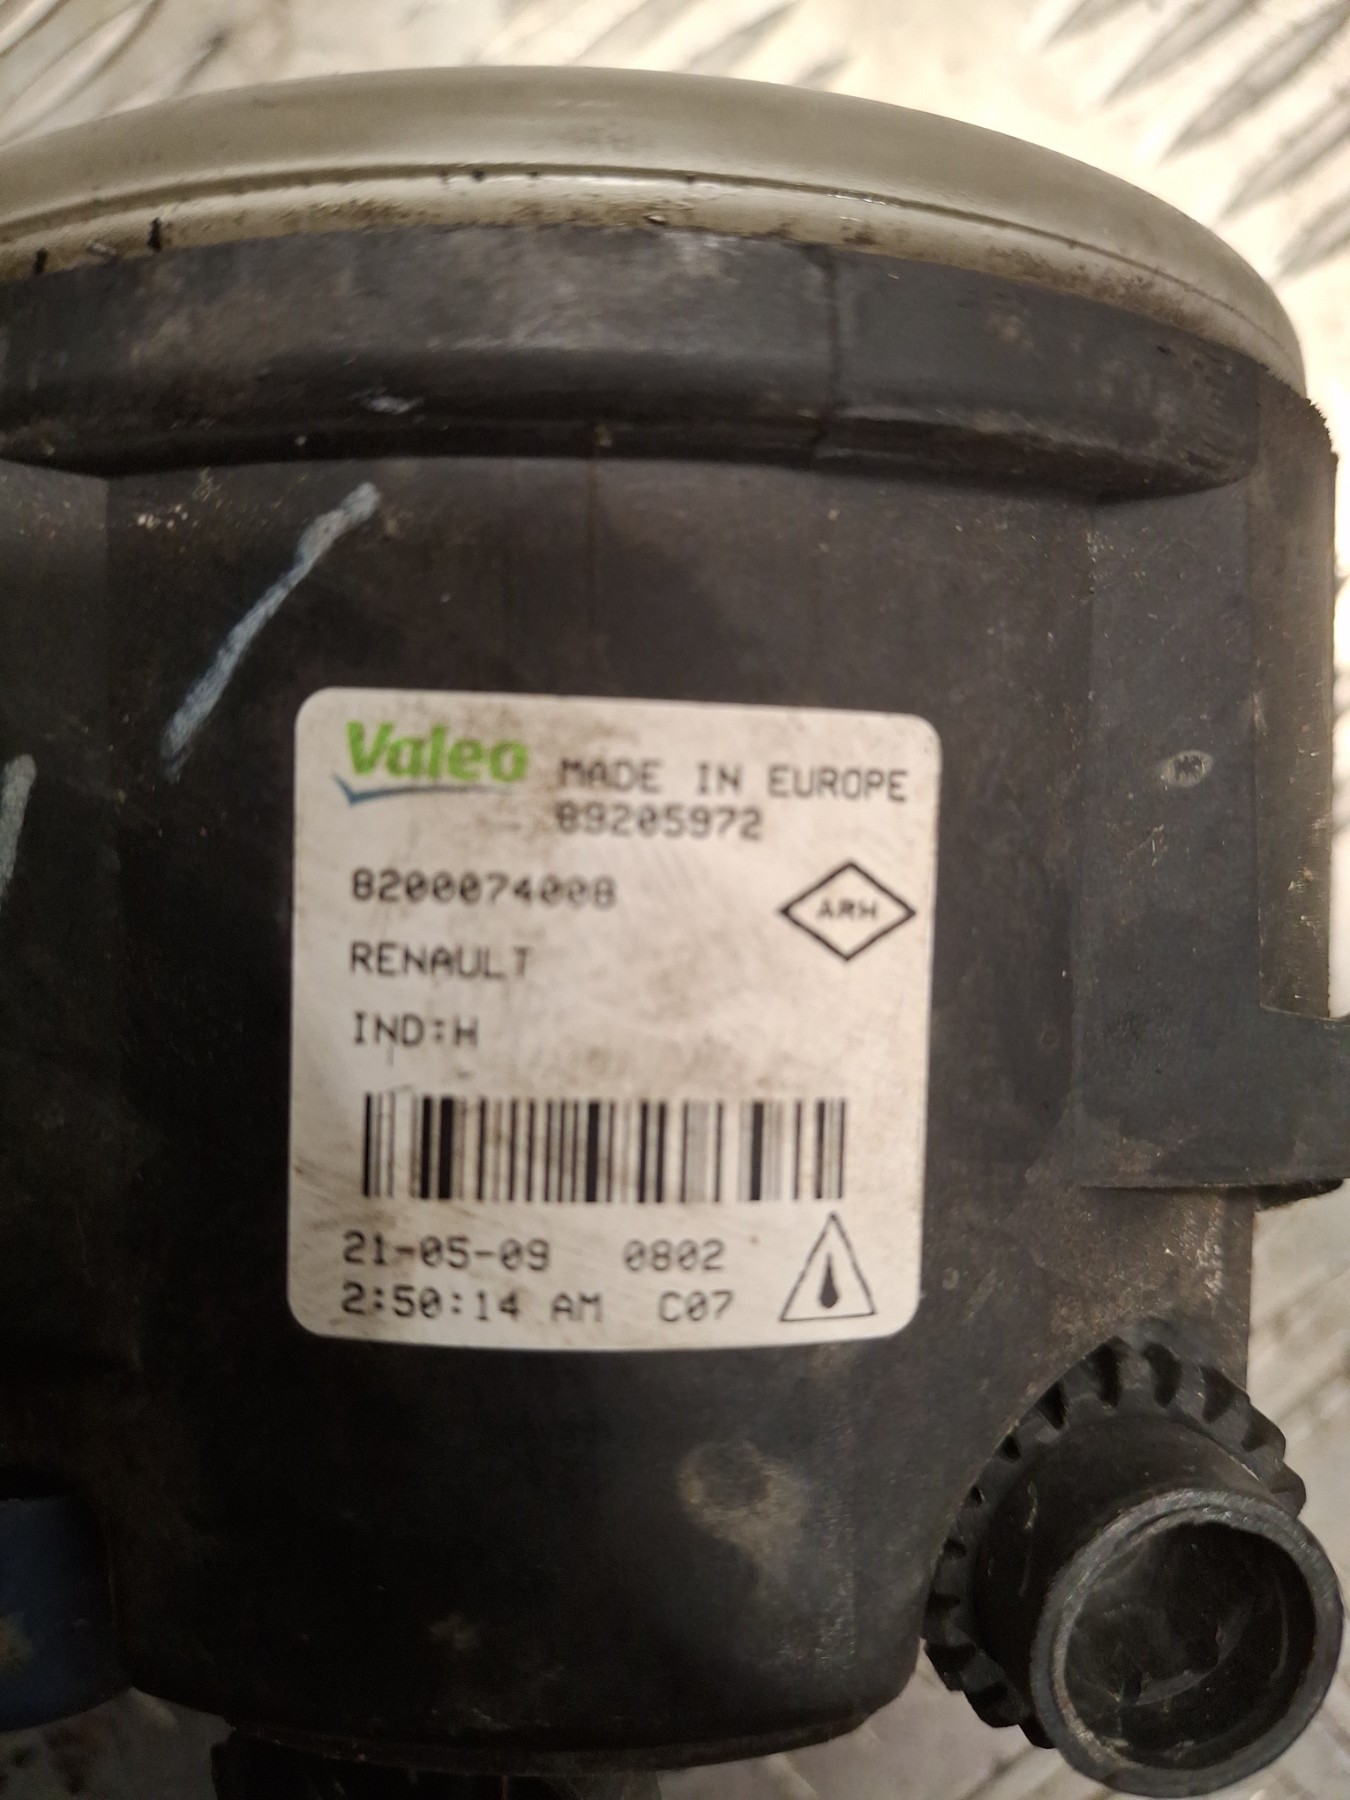 Valeo MADE IN EUROPE
89205972
8200074008
ARH
RENAULT
IND:H
21-05-09 0802
2:50:14 AM C07